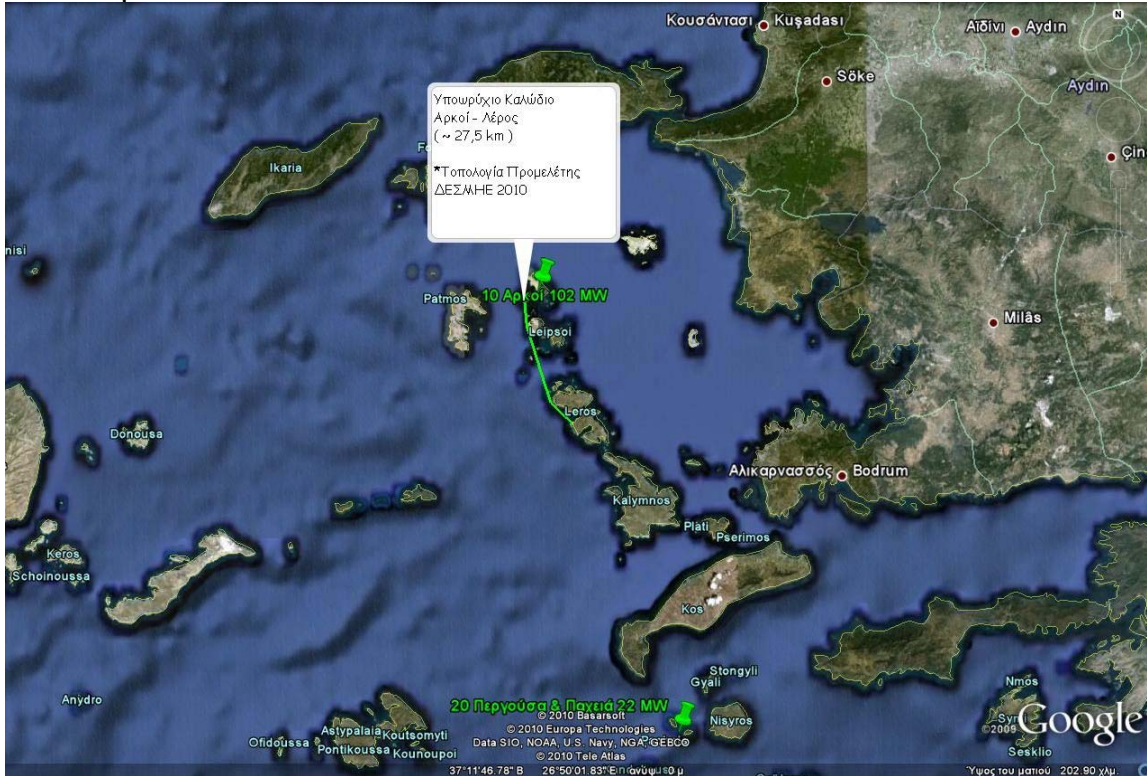 Κουσάντασι Kuşadası
Αϊδίνι Aydın
N
Söke
Aydın
Υποωρύχιο Καλώδιο
Αρκοί - Λέρος
( ~ 27,5 km )
*Τοπολογία Προμελέτης
ΔΕΣΜΗΕ 2010
Çin
Ikaria
nisi
Patmos
10 Αρκοί 102 MW
Leipsoi
Milâs
Leros
Donousa
Αλικαρνασσός Bodrum
Kalymnos
Plati
Pserimos
Keros
Schoinoussa
Kos
Stongyli
Gyali
Anydro
20 Περγούσα & Παχειά 22 MW
Nisyros
Nmos
Astypalaia
Koutsomyti
Ofidoussa
Pontikoussa
Kounoupoi
© 2010 Basarsoft
© 2010 Europa Technologies
Data SIO, NOAA, U.S. Navy, NGA, GEBCO
© 2010 Tele Atlas
Google
©2009
Sesklio
37°11'46.78" Β 26°50'01.83" Ε ανύψωση 0 μ
Ύψος του ματιού 202.90 χλμ.